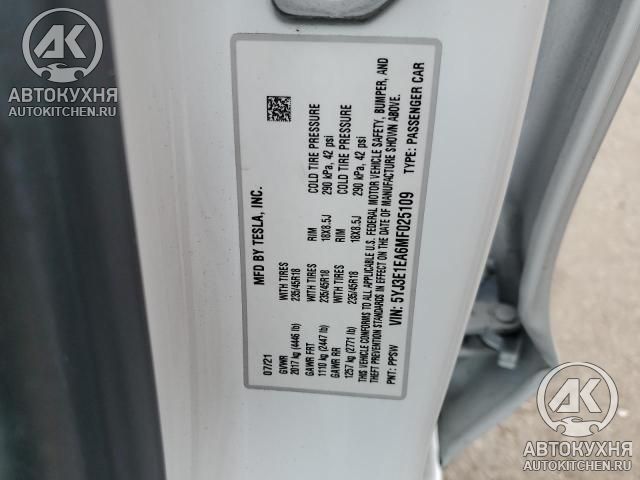 АК
АВТОКУХНЯ
AUTOKITCHEN.RU
MFD BY TESLA, INC.
07/21
GVWR
2017 kg (4446 lb)
GAWR FRT
1110 kg (2447 lb)
GAWR RR
1257 kg (2771 lb)
WITH TIRES
235/45R18
WITH TIRES
235/45R18
WITH TIRES
235/45R18
RIM
18X8.5J
RIM
18X8.5J
COLD TIRE PRESSURE
290 kPa, 42 psi
COLD TIRE PRESSURE
290 kPa, 42 psi
THIS VEHICLE CONFORMS TO ALL APPLICABLE U.S. FEDERAL MOTOR VEHICLE SAFETY, BUMPER, AND
THEFT PREVENTION STANDARDS IN EFFECT ON THE DATE OF MANUFACTURE SHOWN ABOVE.
VIN: 5YJ3E1EA6MF025109
TYPE: PASSENGER CAR
PNT: PPSW
АК
АВТОКУХНЯ
AUTOKITCHEN.RU